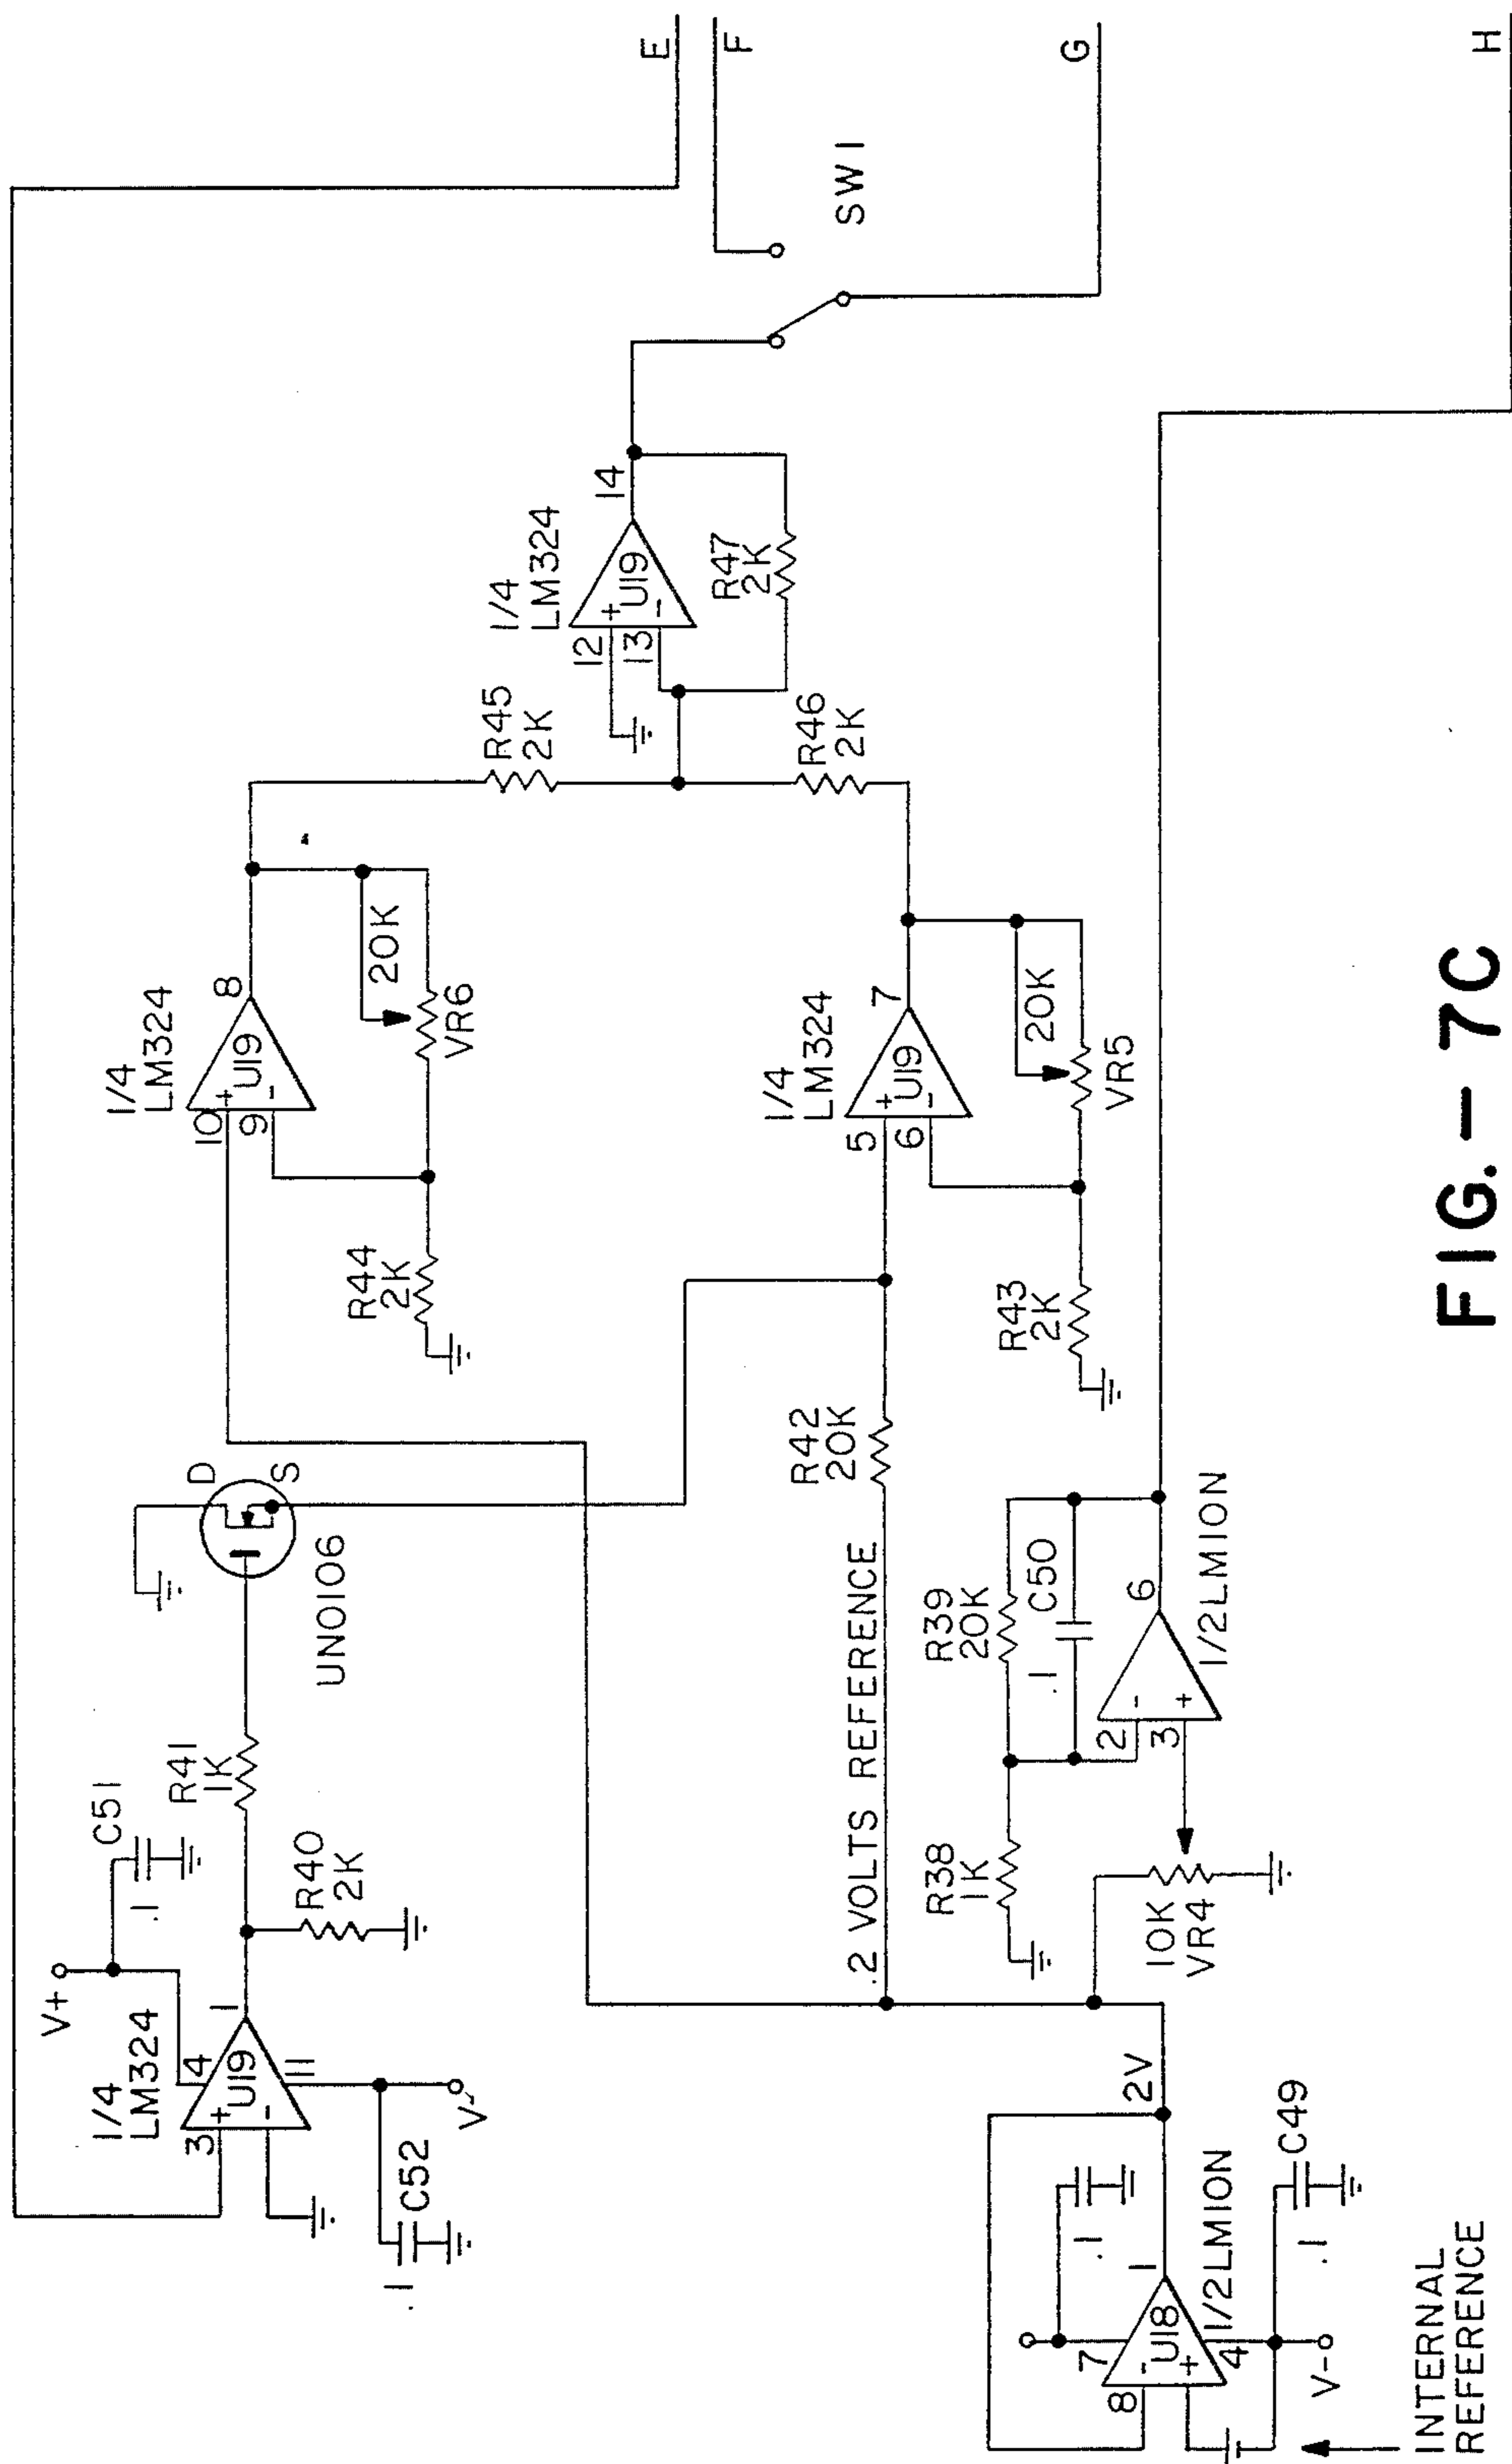 E
F
G
H
SW1
V+
.1
C51
1/4
LM324
3
+
-
U19
4
11
1
V-
C52
.1
R40
2K
R41
1K
D
S
UN0106
1/4
LM324
10
9
+
-
U19
8
20K
VR6
R44
2K
R45
2K
R46
2K
1/4
LM324
12
13
+
-
U19
14
R47
2K
1/4
LM324
5
6
+
-
U19
7
20K
VR5
R43
2K
R42
20K
.2 VOLTS REFERENCE
R39
20K
C50
.1
R38
1K
2
3
-
+
6
1/2LM10N
10K
VR4
2V
8
7
-
+
U18
4
1
1/2LM10N
.1
C49
.1
V-
INTERNAL
REFERENCE
FIG.-7C